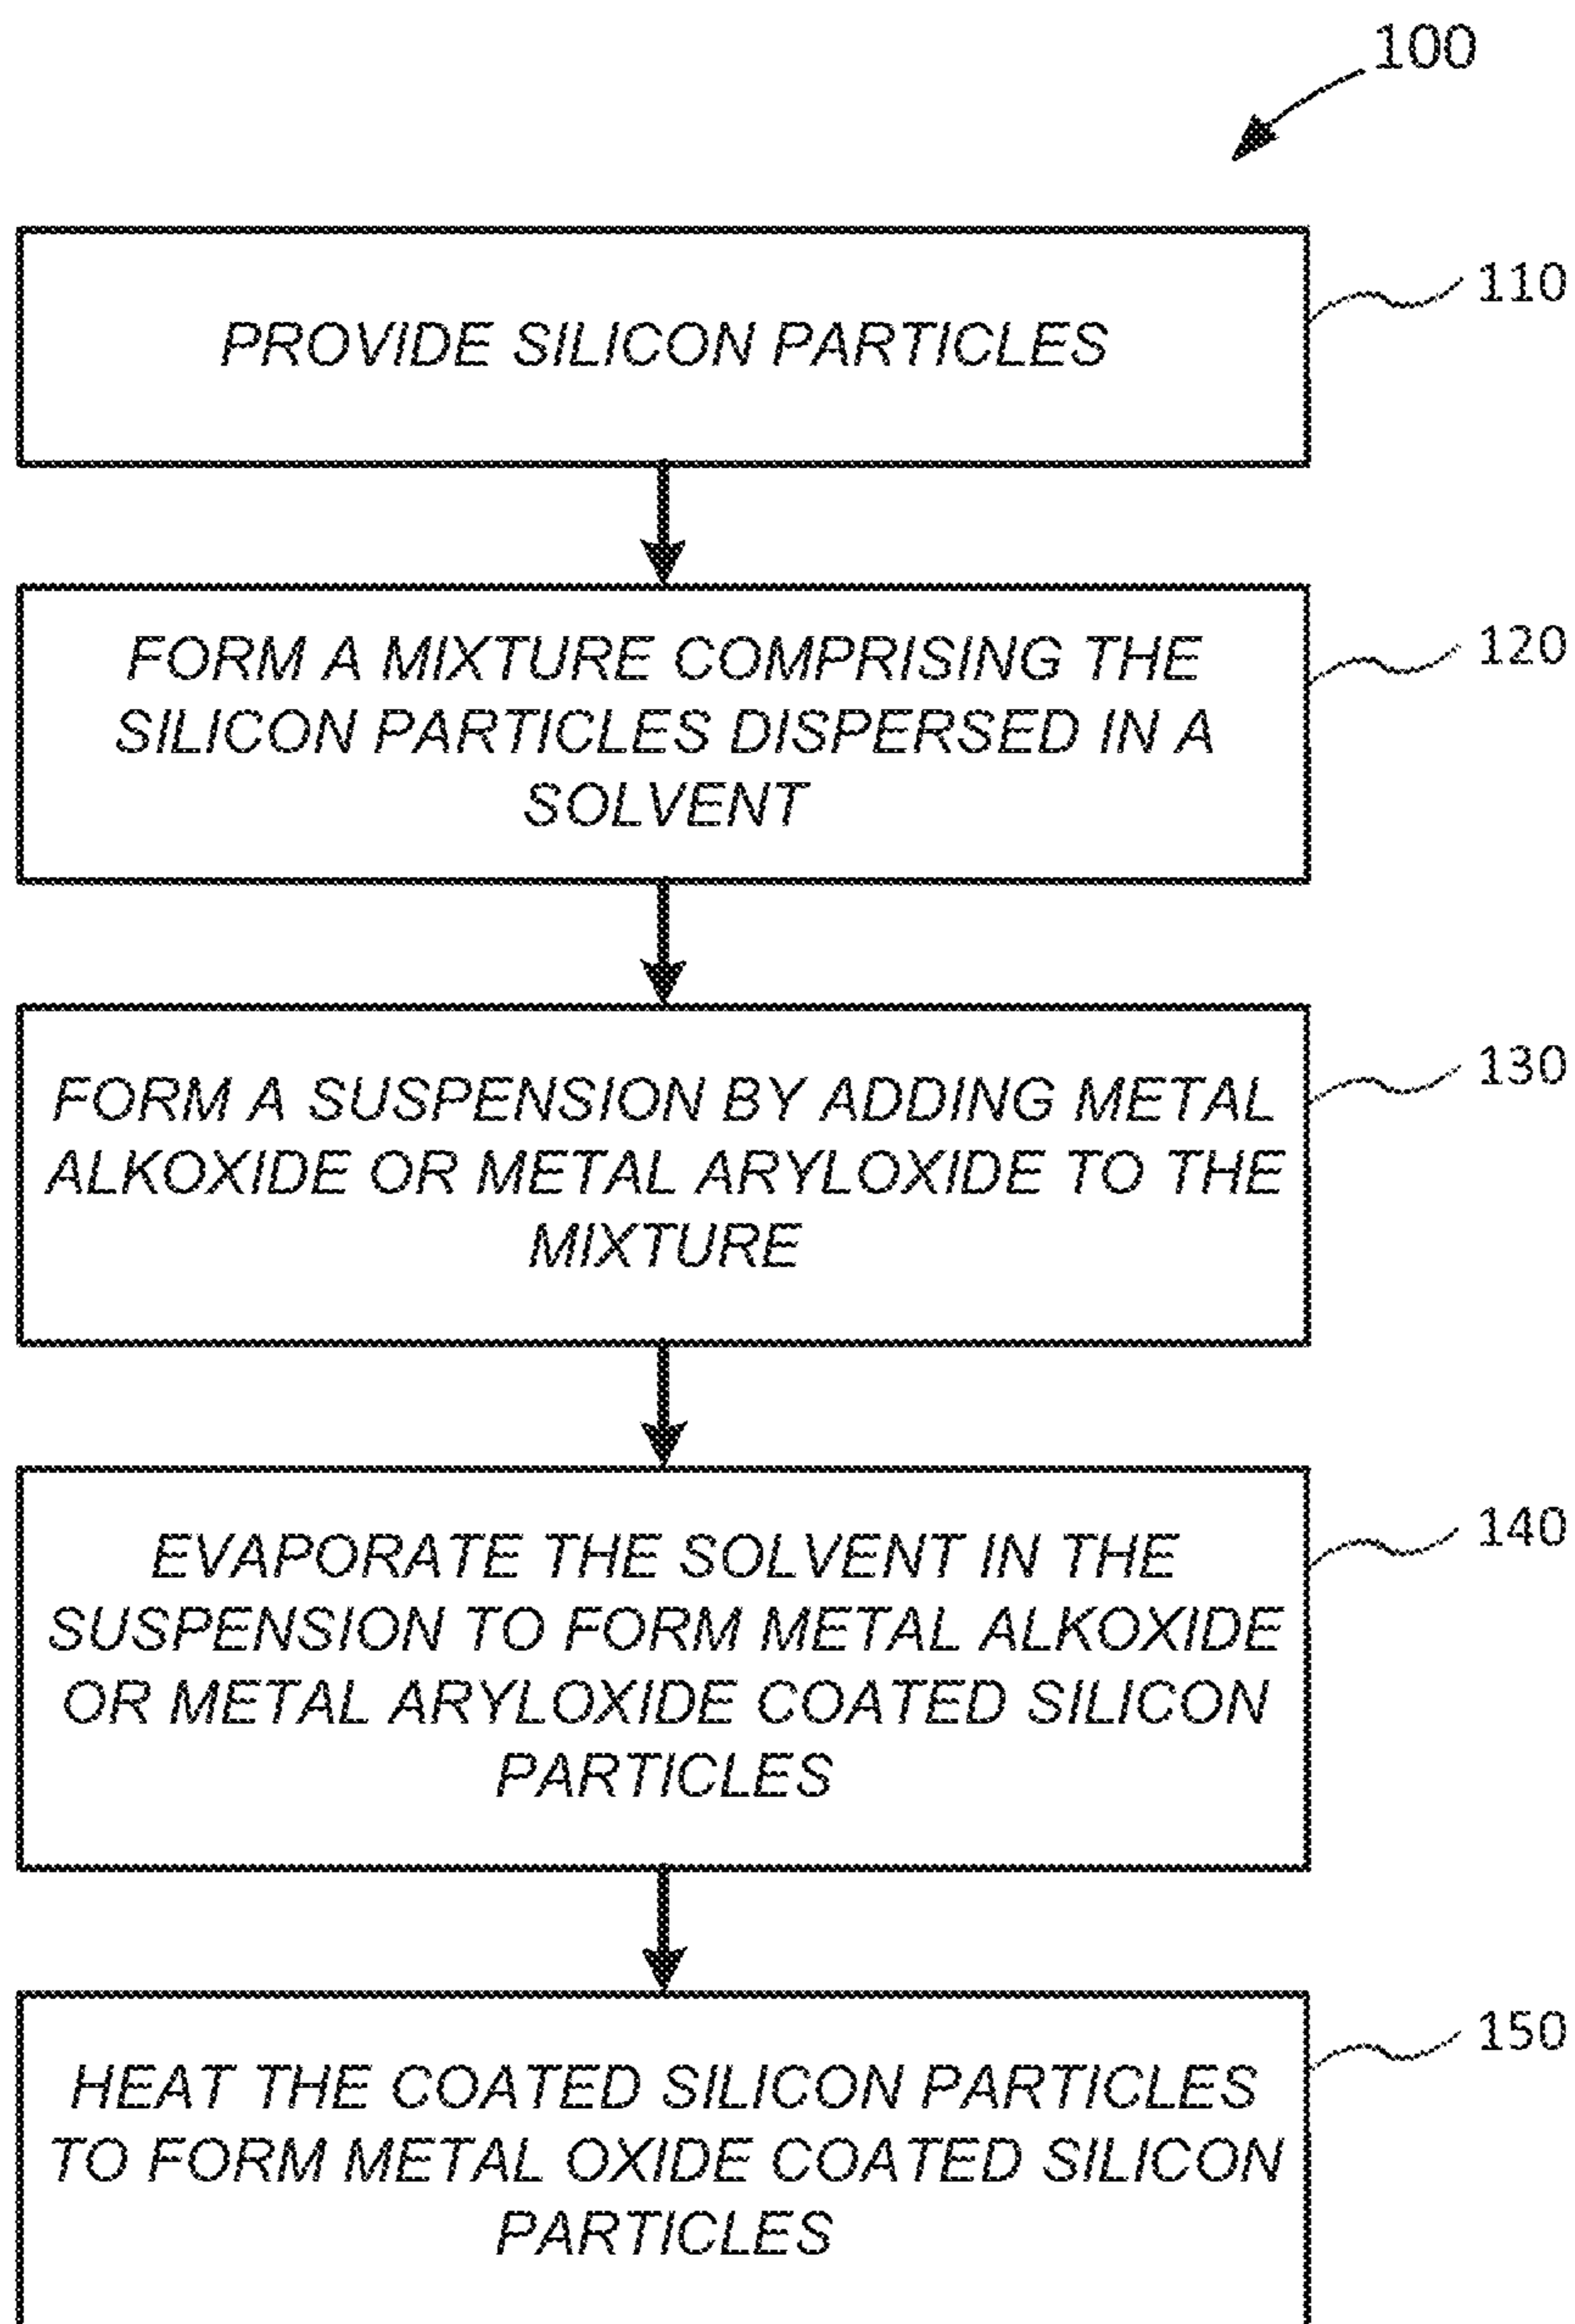 100
PROVIDE SILICON PARTICLES
110
FORM A MIXTURE COMPRISING THE
SILICON PARTICLES DISPERSED IN A
SOLVENT
120
FORM A SUSPENSION BY ADDING METAL
ALKOXIDE OR METAL ARYLOXIDE TO THE
MIXTURE
130
EVAPORATE THE SOLVENT IN THE
SUSPENSION TO FORM METAL ALKOXIDE
OR METAL ARYLOXIDE COATED SILICON
PARTICLES
140
HEAT THE COATED SILICON PARTICLES
TO FORM METAL OXIDE COATED SILICON
PARTICLES
150